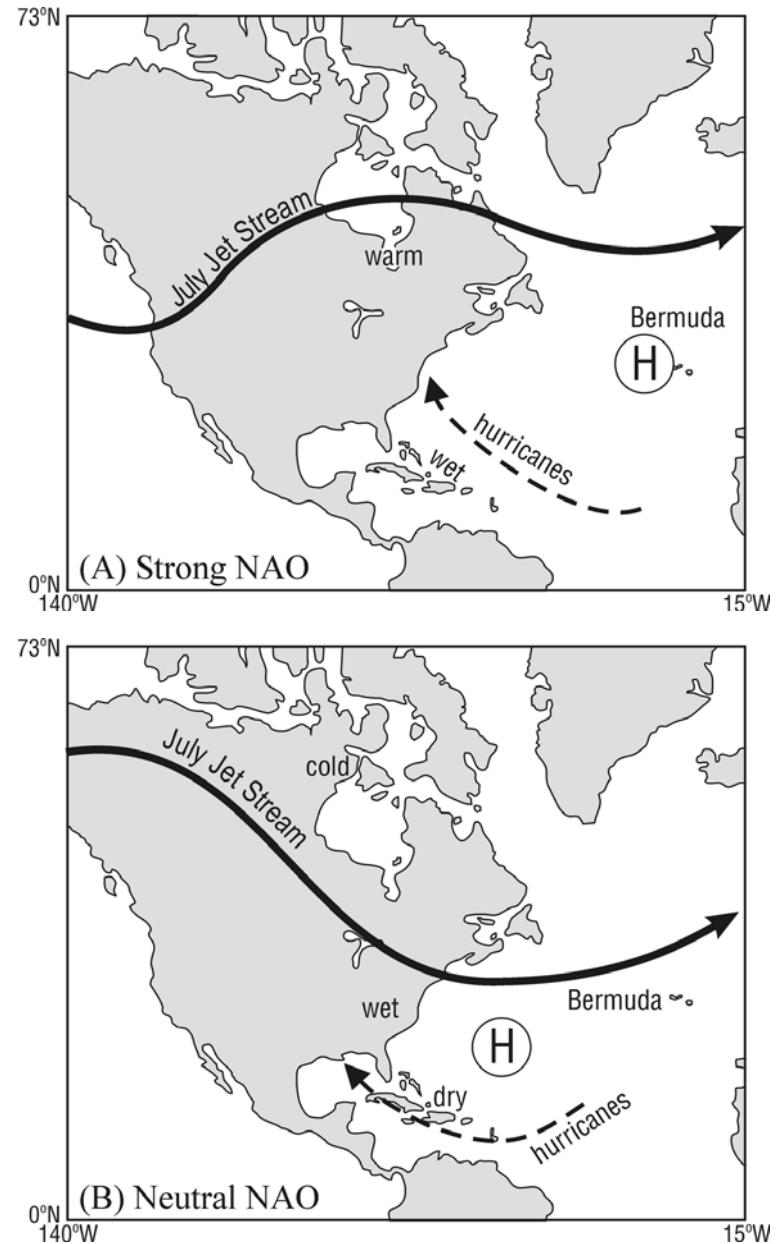 73°N
July Jet Stream
warm
Bermuda
H
hurricanes
wet
(A) Strong NAO
0°N
140°W
15°W
73°N
July Jet Stream
cold
Bermuda
wet
H
dry
hurricanes
(B) Neutral NAO
0°N
140°W
15°W